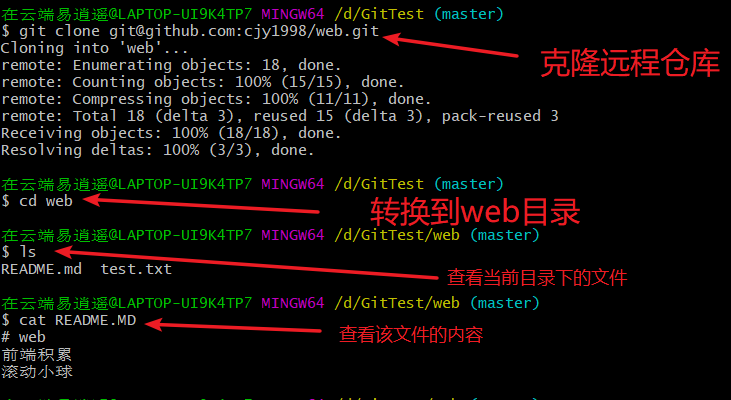 在云端易逍遥@LAPTOP-UI9K4TP7 MINGW64 /d/GitTest (master)
$ git clone git@github.com:cjy1998/web.git
Cloning into 'web'...
克隆远程仓库
remote: Enumerating objects: 18, done.
remote: Counting objects: 100% (15/15), done.
remote: Compressing objects: 100% (11/11), done.
remote: Total 18 (delta 3), reused 15 (delta 3), pack-reused 3
Receiving objects: 100% (18/18), done.
Resolving deltas: 100% (3/3), done.
在云端易逍遥@LAPTOP-UI9K4TP7 MINGW64 /d/GitTest (master)
$ cd web
转换到web目录
在云端易逍遥@LAPTOP-UI9K4TP7 MINGW64 /d/GitTest/web (master)
$ ls
README.md test.txt
查看当前目录下的文件
在云端易逍遥@LAPTOP-UI9K4TP7 MINGW64 /d/GitTest/web (master)
$ cat README.MD
查看该文件的内容
# web
前端积累
滚动小球